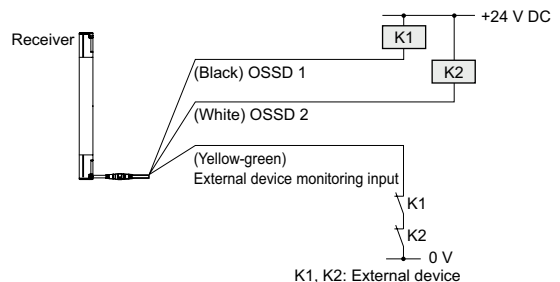 +24 V DC
Receiver
K1
K2
(Black) OSSD 1
(White) OSSD 2
(Yellow-green)
External device monitoring input
K1
K2
0 V
K1, K2: External device